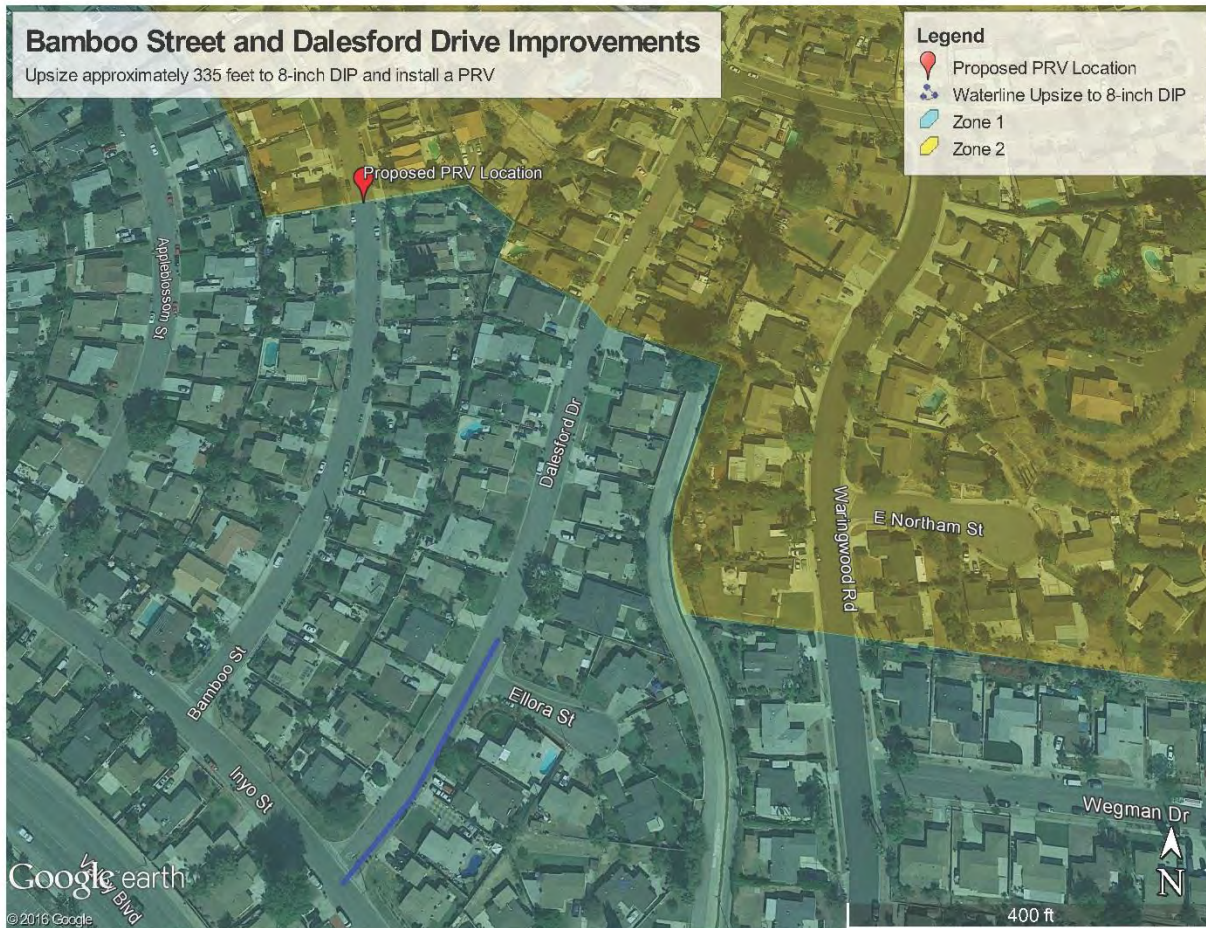 Bamboo Street and Dalesford Drive Improvements
Upsize approximately 335 feet to 8-inch DIP and install a PRV
Legend
Proposed PRV Location
Waterline Upsize to 8-inch DIP
Zone 1
Zone 2
Proposed PRV Location
Appleblossom St
Dalesford Dr
Waringwood Rd
E Northam St
Bamboo St
Ellora St
Inyo St
Wegman Dr
Valley Blvd
N
Google earth
© 2016 Google
400 ft